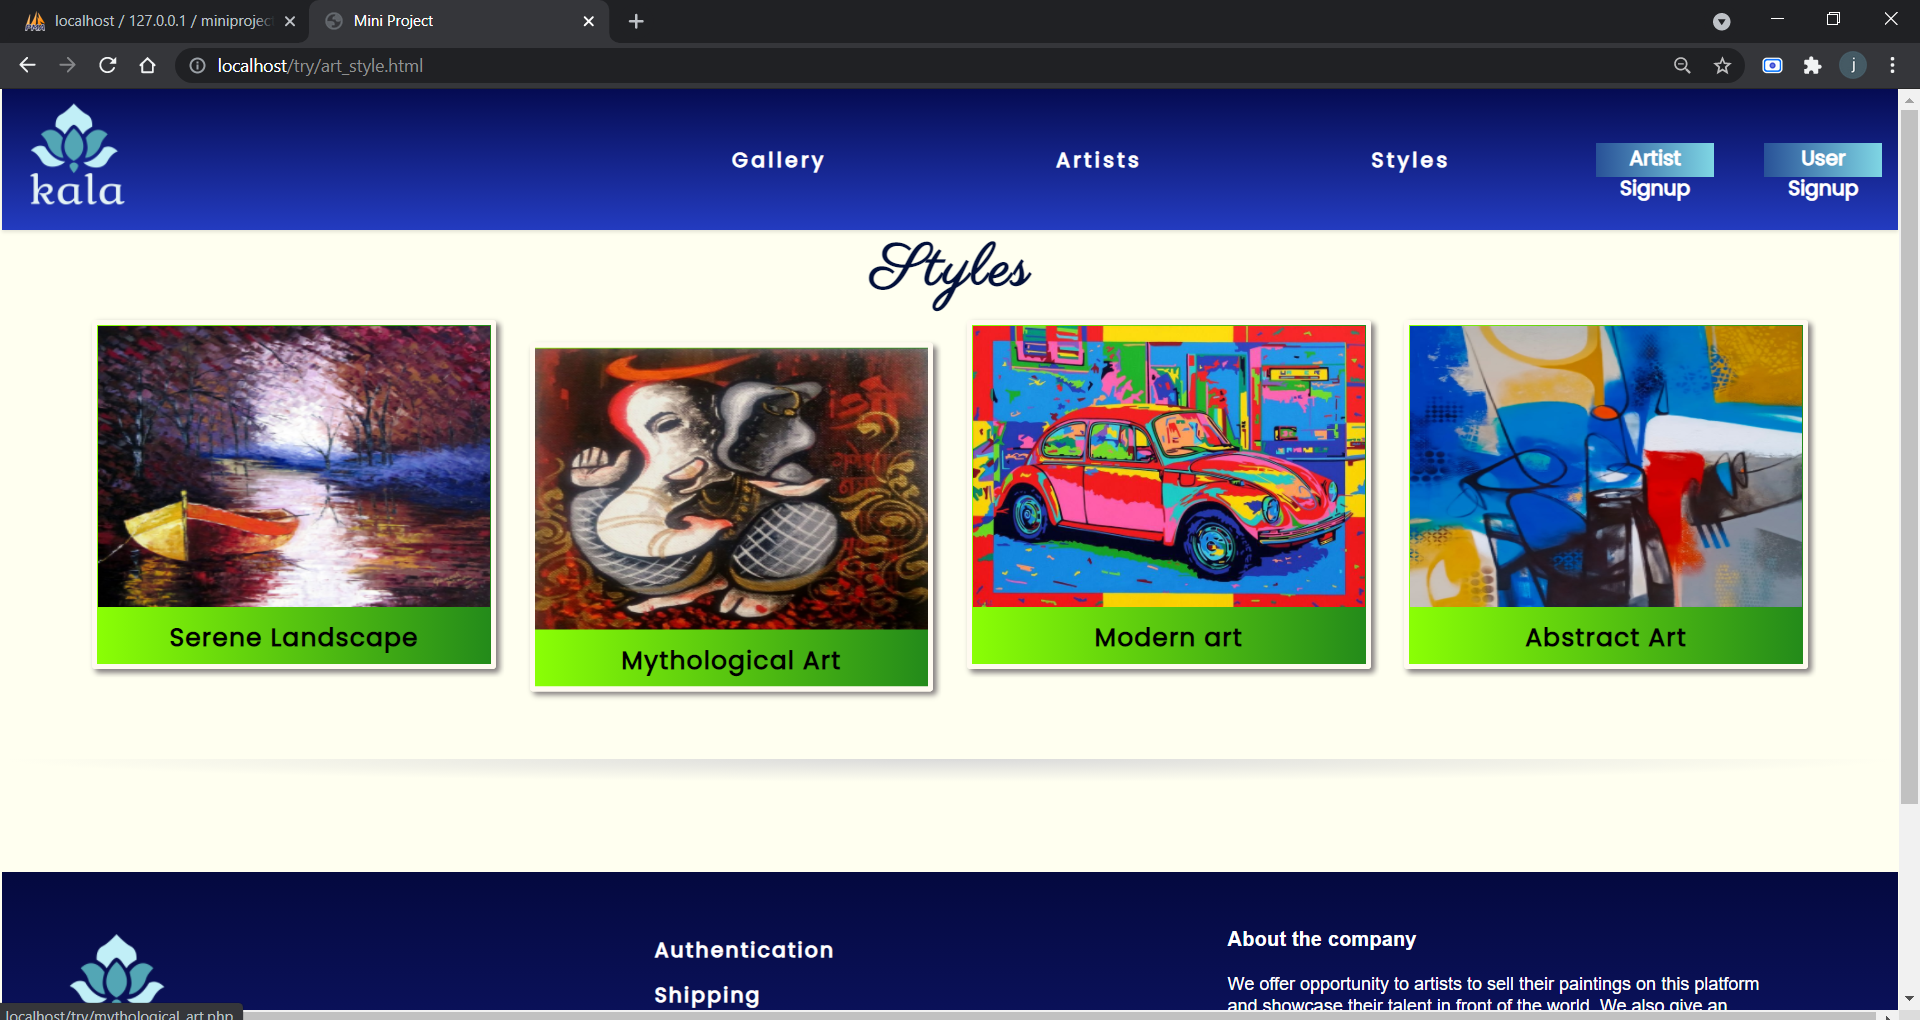 localhost / 127.0.0.1 / miniprojec
Mini Project
localhost/try/art_style.html
j
kala
Gallery
Artists
Styles
Artist
Signup
User
Signup
Styles
Serene Landscape
Mythological Art
Modern art
Abstract Art
Authentication
Shipping
About the company
We offer opportunity to artists to sell their paintings on this platform
and showcase their talent in front of the world. We also give an
localhost/try/mythological_art.php